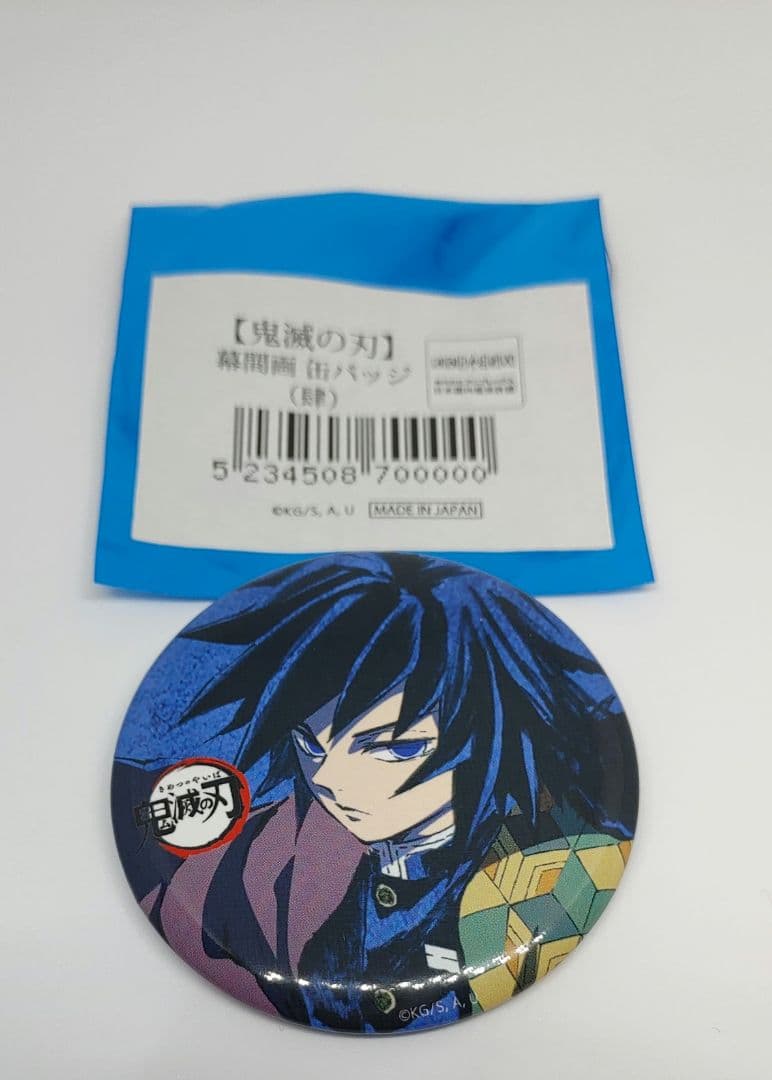 【鬼滅の刃】
幕間画 缶バッジ
(肆)
5 234508 700000
©KG/S, A, U
MADE IN JAPAN
きめつのやいば
鬼滅の刃
©KG/S, A, U